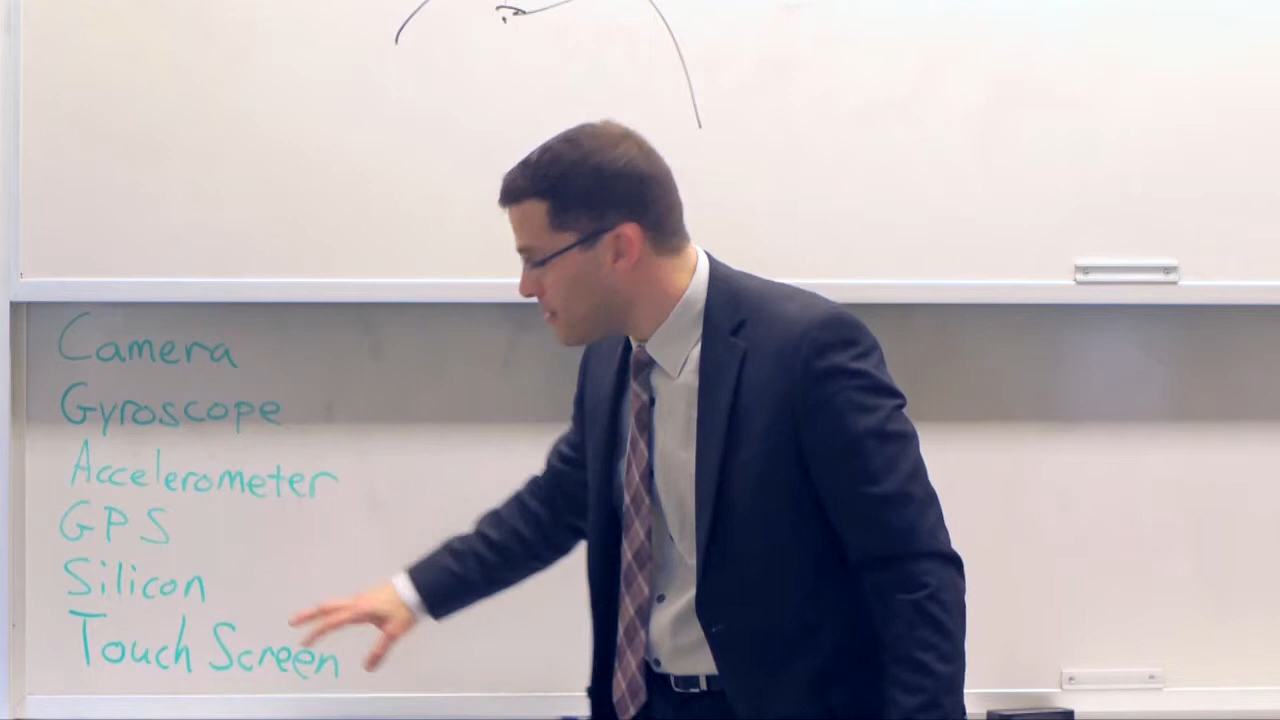 Camera
Gyroscope
Accelerometer
GPS
Silicon
Touch Screen